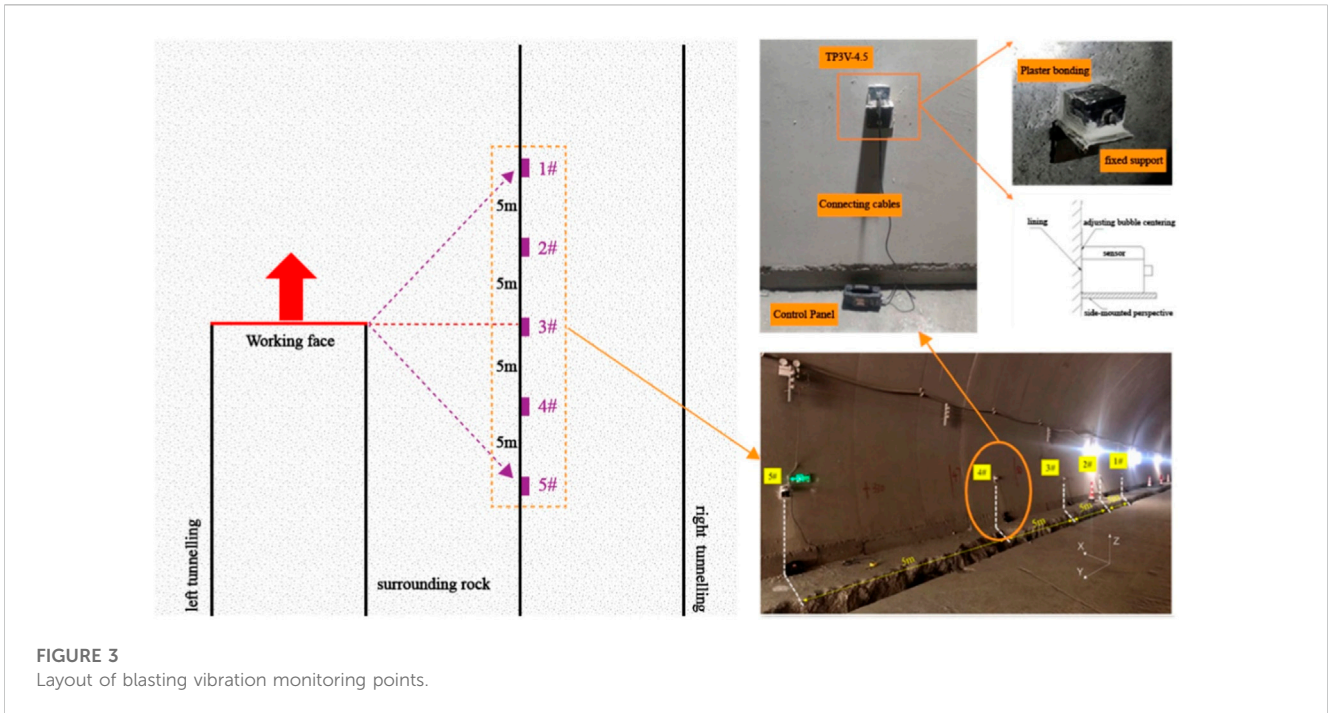 1#
5m
2#
5m
3#
Working face
5m
4#
5m
5#
left tunnelling
surrounding rock
right tunnelling
TP3V-4.5
Connecting cables
Control Panel
Plaster bonding
fixed support
lining
adjusting bubble centering
sensor
side-mounted perspective
5#
4#
3#
2#
1#
5m
5m
5m
5m
X
Y
Z
FIGURE 3
Layout of blasting vibration monitoring points.